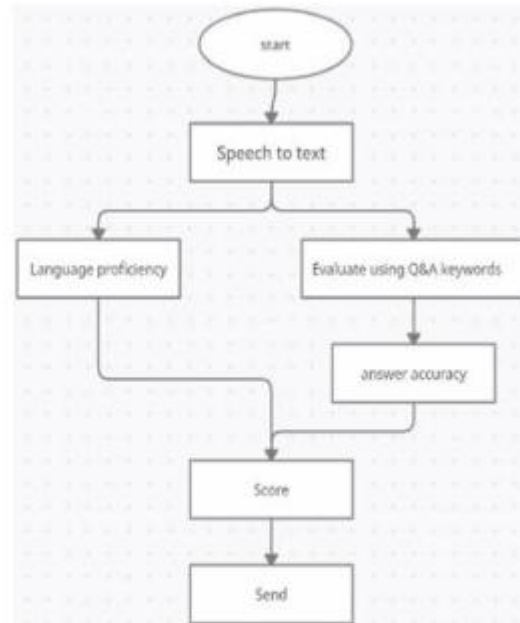 start
Speech to text
Language proficiency
Evaluate using Q&A keywords
answer accuracy
Score
Send